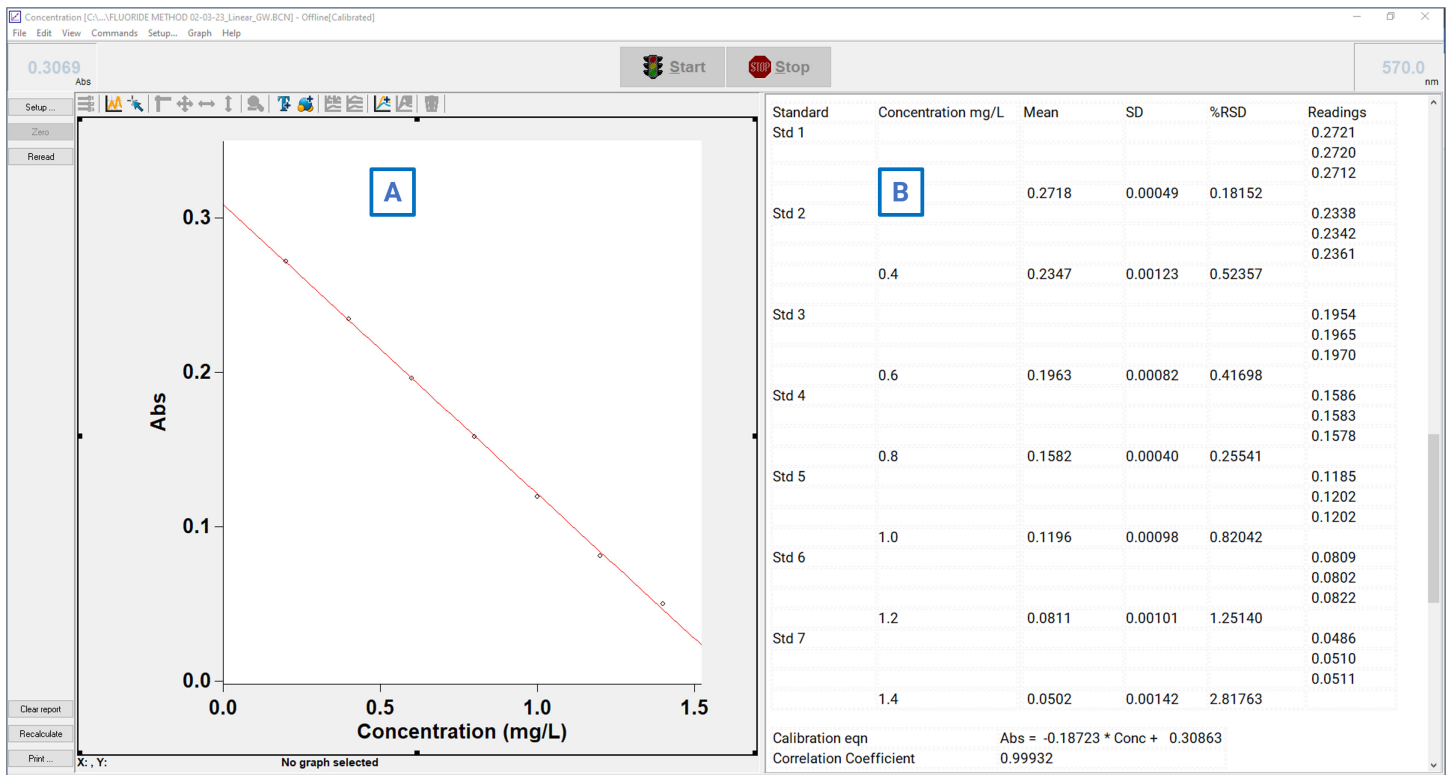 Concentration [C:\...\FLUORIDE METHOD 02-03-23_Linear_GW.BCN] - Offline[Calibrated]
File Edit View Commands Setup... Graph Help
0.3069
Abs
Start
STOP Stop
570.0
nm
Setup ...
Zero
Reread
Clear report
Recalculate
Print ...
A
0.3
0.2
0.1
0.0
Abs
0.0 0.5 1.0 1.5
Concentration (mg/L)
X: , Y: No graph selected
B
Standard Concentration mg/L Mean SD %RSD Readings
Std 1 0.2721
0.2720
0.2712
0.2718 0.00049 0.18152
Std 2 0.2338
0.2342
0.2361
0.4 0.2347 0.00123 0.52357
Std 3 0.1954
0.1965
0.1970
0.6 0.1963 0.00082 0.41698
Std 4 0.1586
0.1583
0.1578
0.8 0.1582 0.00040 0.25541
Std 5 0.1185
0.1202
0.1202
1.0 0.1196 0.00098 0.82042
Std 6 0.0809
0.0802
0.0822
1.2 0.0811 0.00101 1.25140
Std 7 0.0486
0.0510
0.0511
1.4 0.0502 0.00142 2.81763
Calibration eqn Abs = -0.18723 * Conc + 0.30863
Correlation Coefficient 0.99932